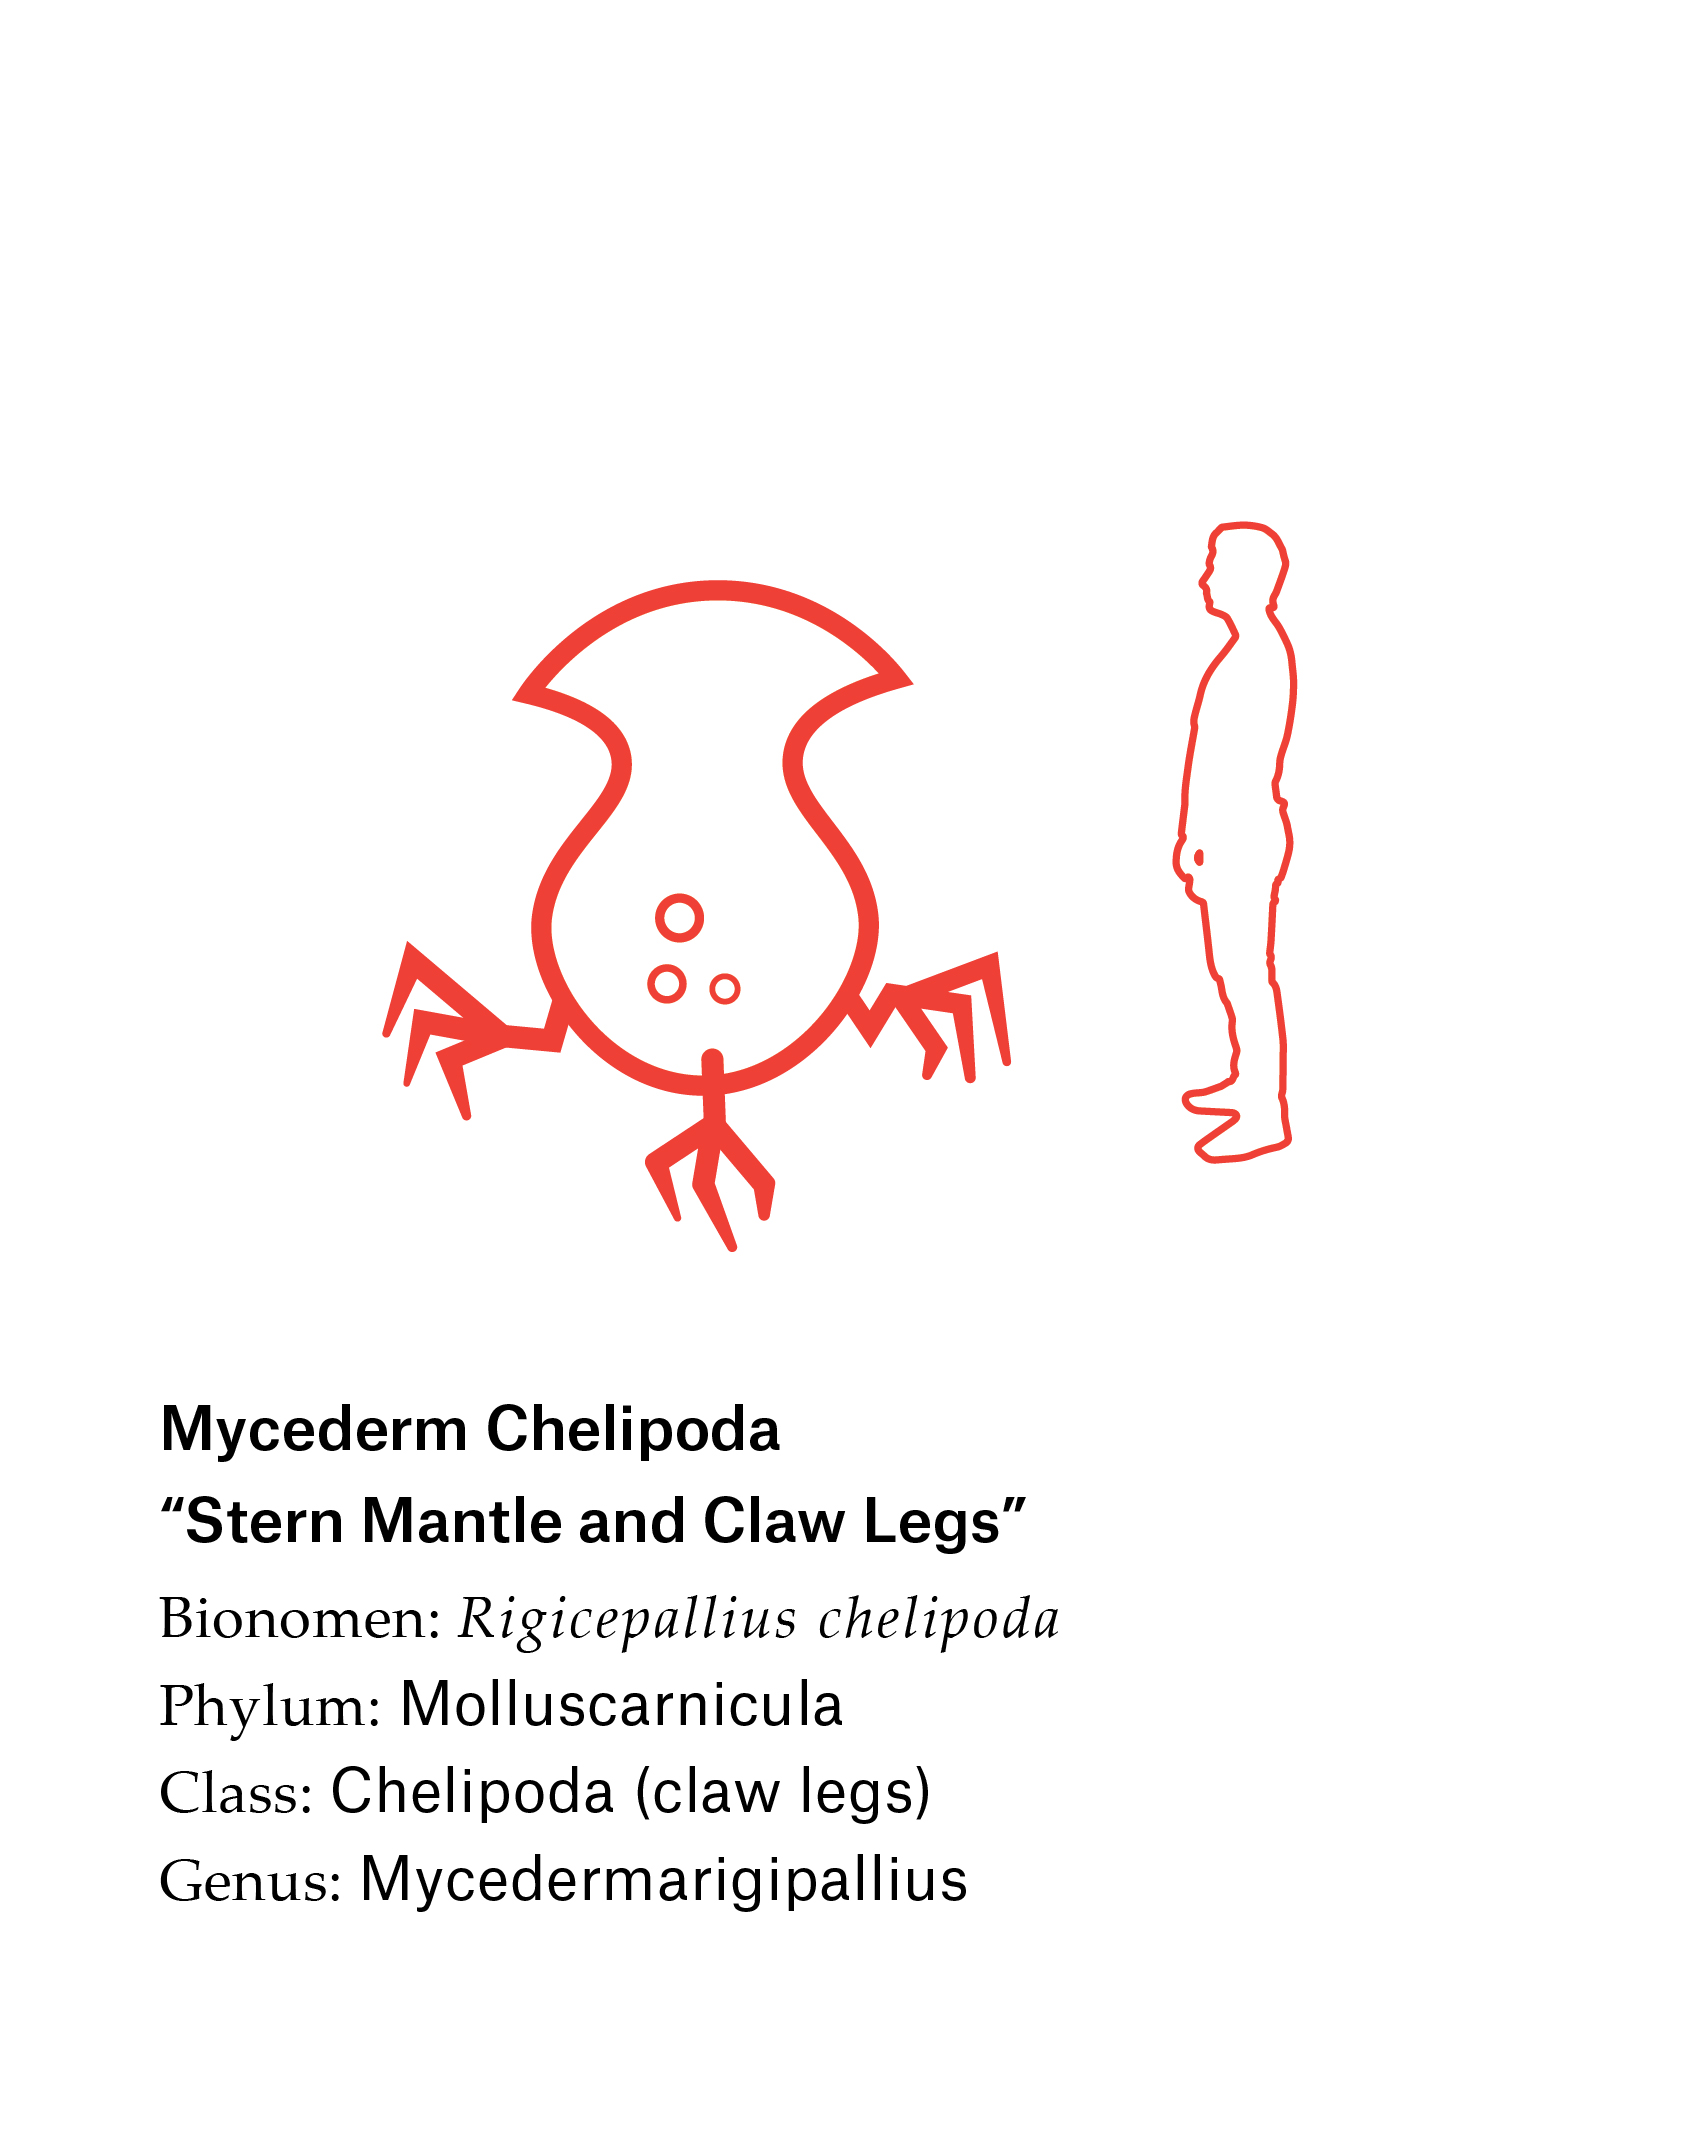 Mycederm Chelipoda
“Stern Mantle and Claw Legs”
Bionomen: Rigicepallius chelipoda
Phylum: Molluscarnicula
Class: Chelipoda (claw legs)
Genus: Mycedermarigipallius